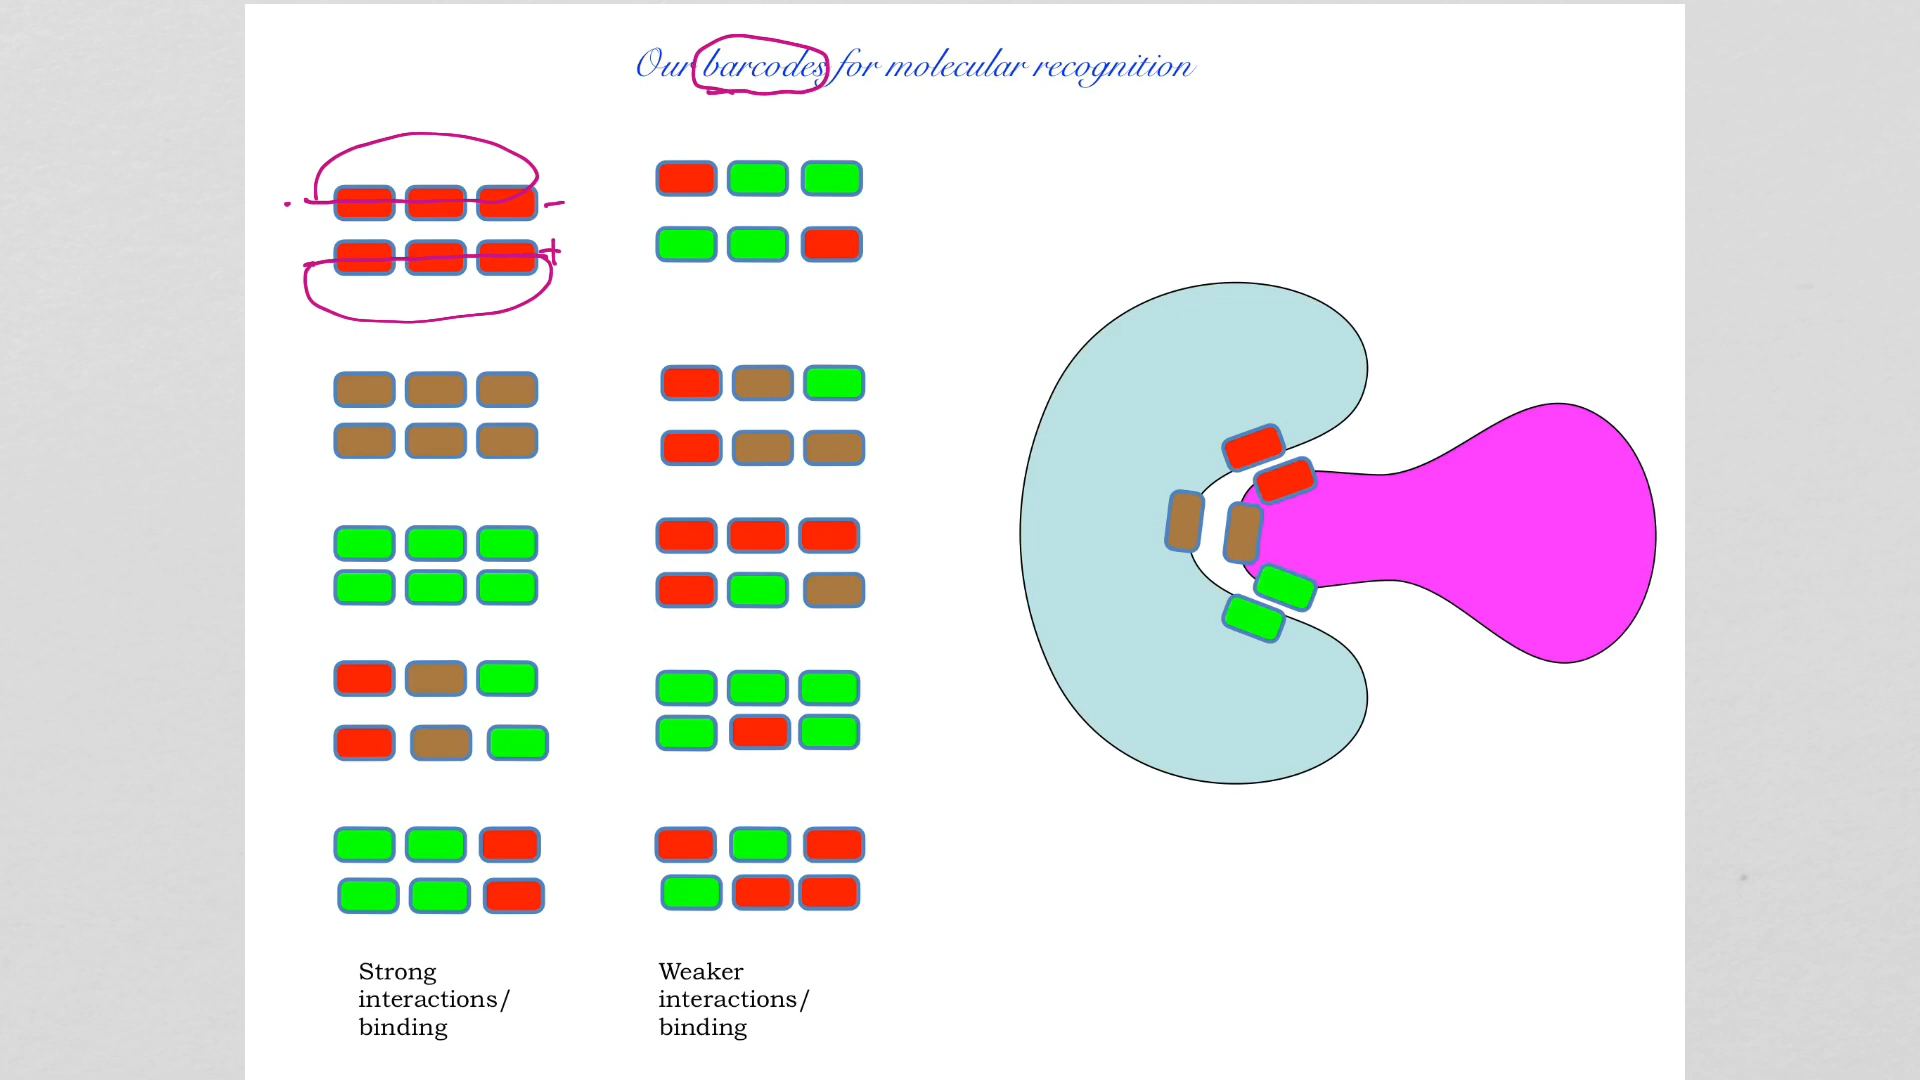 Our barcodes for molecular recognition
- -
+
Strong
interactions/
binding
Weaker
interactions/
binding